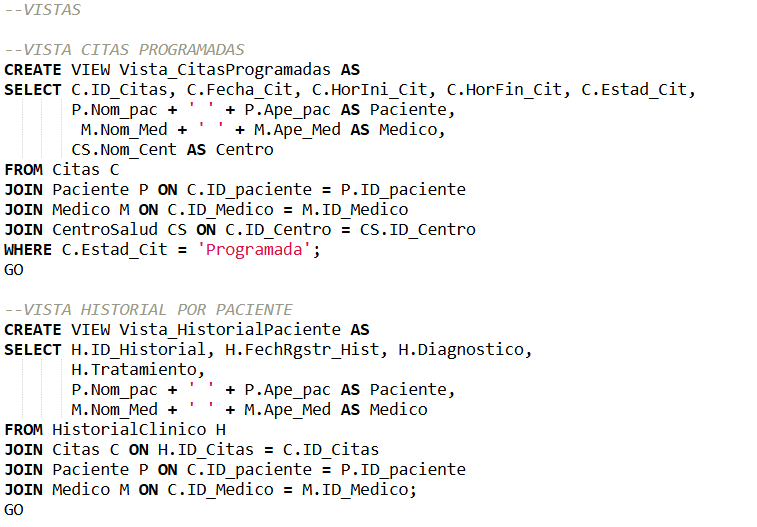 --VISTAS
--VISTA CITAS PROGRAMADAS
CREATE VIEW Vista_CitasProgramadas AS
SELECT C.ID_Citas, C.Fecha_Cit, C.HorIni_Cit, C.HorFin_Cit, C.Estad_Cit,
P.Nom_pac + ' ' + P.Ape_pac AS Paciente,
M.Nom_Med + ' ' + M.Ape_Med AS Medico,
CS.Nom_Cent AS Centro
FROM Citas C
JOIN Paciente P ON C.ID_paciente = P.ID_paciente
JOIN Medico M ON C.ID_Medico = M.ID_Medico
JOIN CentroSalud CS ON C.ID_Centro = CS.ID_Centro
WHERE C.Estad_Cit = 'Programada';
GO
--VISTA HISTORIAL POR PACIENTE
CREATE VIEW Vista_HistorialPaciente AS
SELECT H.ID_Historial, H.FechRgstr_Hist, H.Diagnostico,
H.Tratamiento,
P.Nom_pac + ' ' + P.Ape_pac AS Paciente,
M.Nom_Med + ' ' + M.Ape_Med AS Medico
FROM HistorialClinico H
JOIN Citas C ON H.ID_Citas = C.ID_Citas
JOIN Paciente P ON C.ID_paciente = P.ID_paciente
JOIN Medico M ON C.ID_Medico = M.ID_Medico;
GO